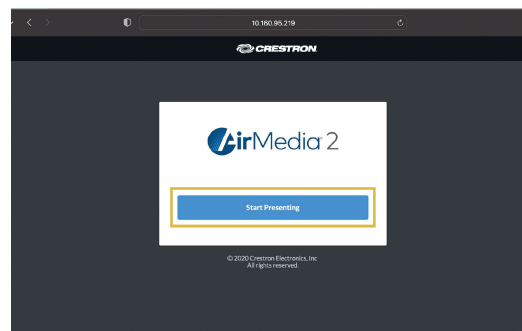 10.160.95.219
CRESTRON
AirMedia 2
Start Presenting
© 2020 Crestron Electronics, Inc
All rights reserved.